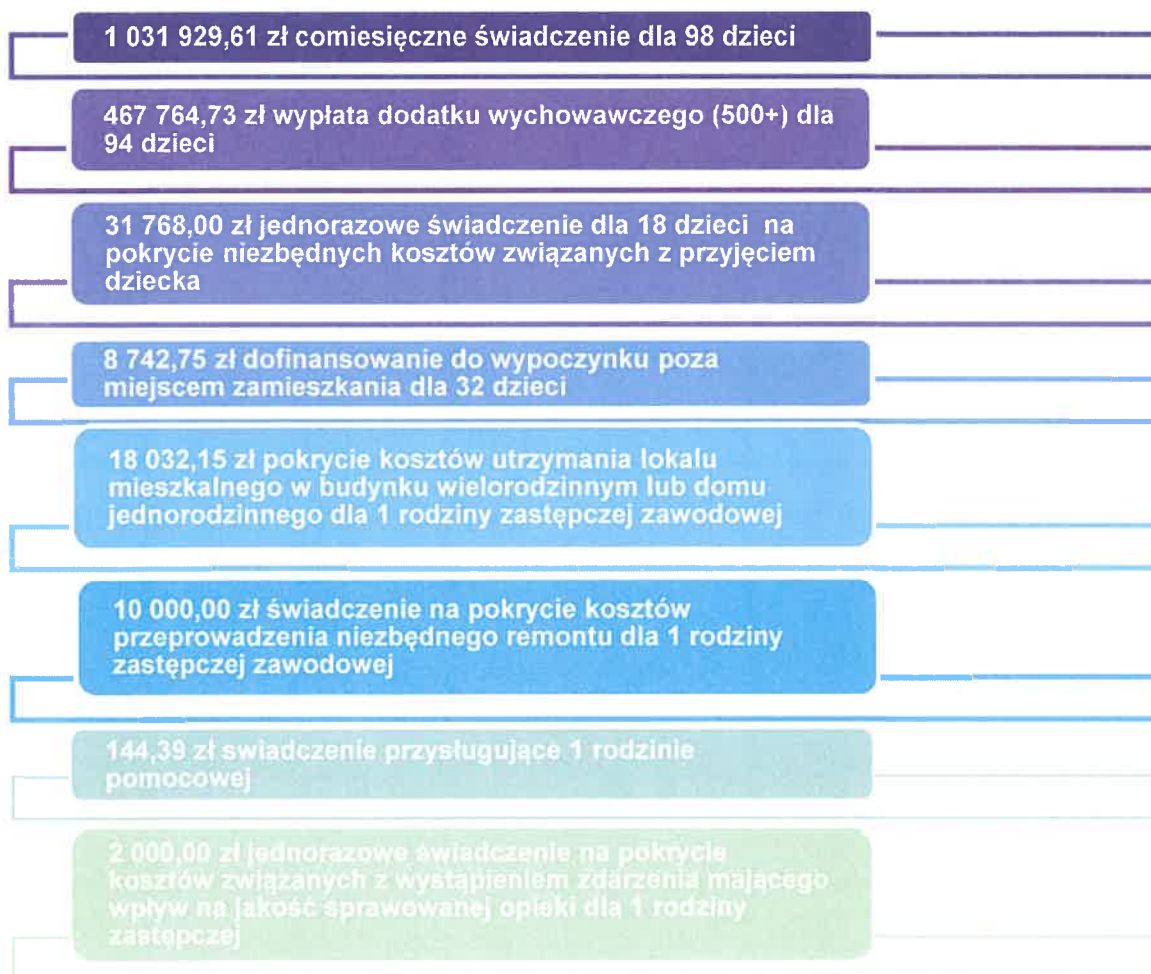 1 031 929,61 zł comiesięczne świadczenie dla 98 dzieci
467 764,73 zł wypłata dodatku wychowawczego (500+) dla
94 dzieci
31 768,00 zł jednorazowe świadczenie dla 18 dzieci na
pokrycie niezbędnych kosztów związanych z przyjęciem
dziecka
8 742,75 zł dofinansowanie do wypoczynku poza
miejscem zamieszkania dla 32 dzieci
18 032,15 zł pokrycie kosztów utrzymania lokalu
mieszkalnego w budynku wielorodzinnym lub domu
jednorodzinnego dla 1 rodziny zastępczej zawodowej
10 000,00 zł świadczenie na pokrycie kosztów
przeprowadzenia niezbędnego remontu dla 1 rodziny
zastępczej zawodowej
144,39 zł swiadczenie przysługujące 1 rodzinie
pomocowej
2 000,00 zł jednorazowe świadczenie na pokrycie
kosztów związanych z wystąpieniem zdarzenia mającego
wpływ na jakość sprawowanej opieki dla 1 rodziny
zastępczej